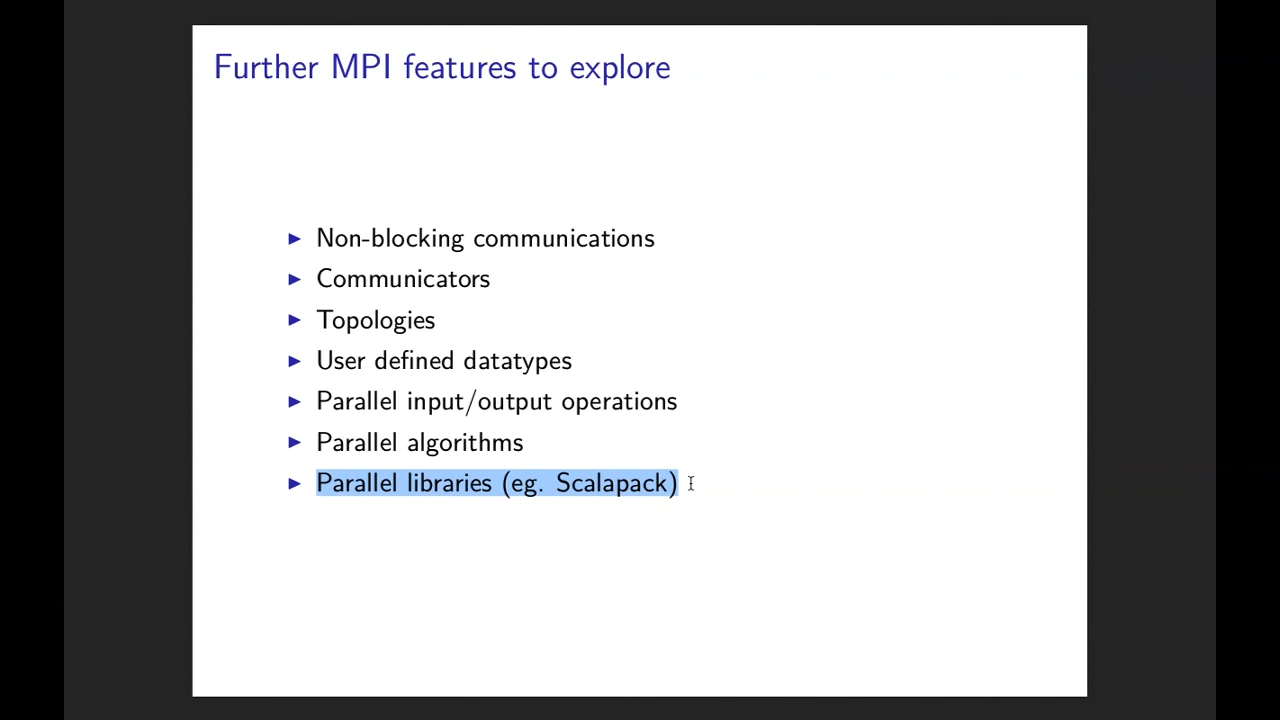 Further MPI features to explore
Non-blocking communications
Communicators
Topologies
User defined datatypes
Parallel input/output operations
Parallel algorithms
Parallel libraries (eg. Scalapack)